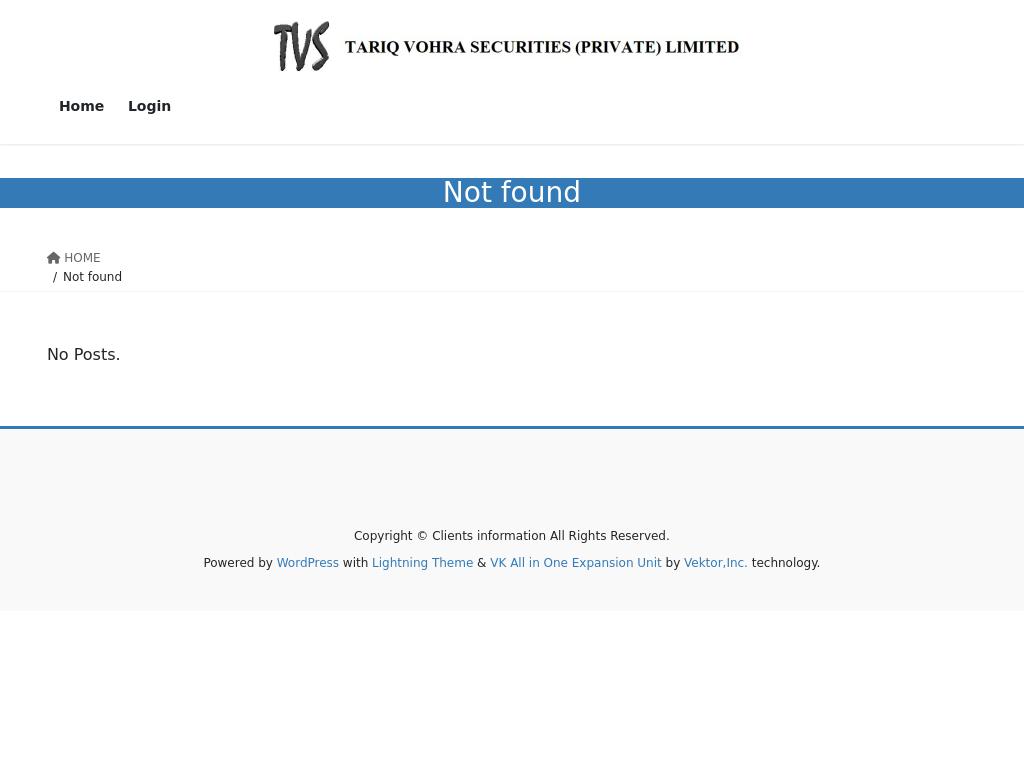 TVS TARIQ VOHRA SECURITIES (PRIVATE) LIMITED
Home Login
Not found
HOME
/ Not found
No Posts.
Copyright © Clients information All Rights Reserved.
Powered by WordPress with Lightning Theme & VK All in One Expansion Unit by Vektor,Inc. technology.